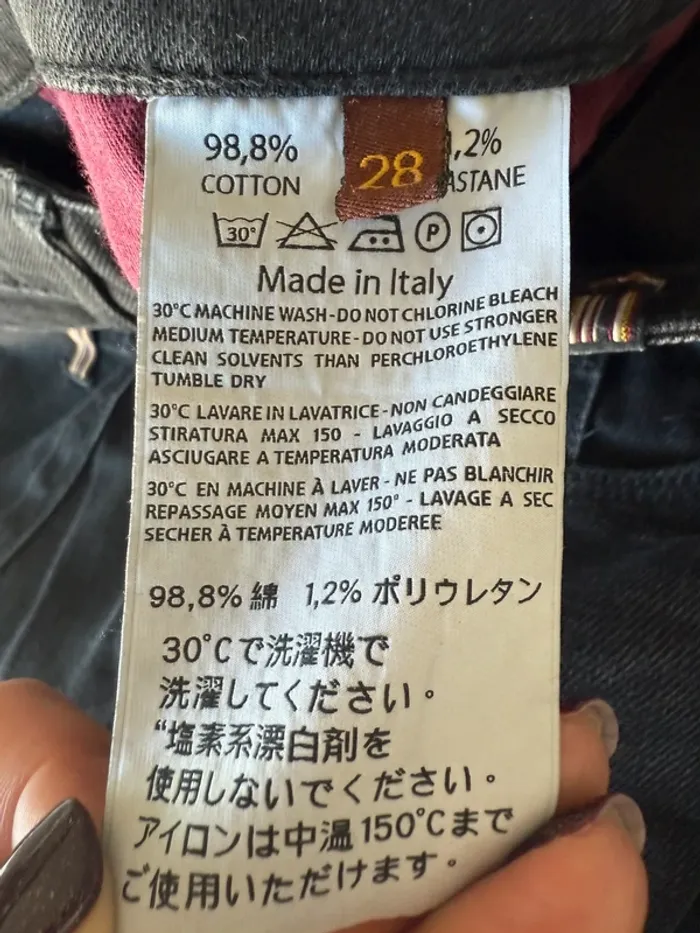 98,8%
COTTON
28
,2%
ASTANE
30°
P
Made in Italy
30°C MACHINE WASH-DO NOT CHLORINE BLEACH
MEDIUM TEMPERATURE-DO NOT USE STRONGER
CLEAN SOLVENTS THAN PERCHLOROETHYLENE
TUMBLE DRY
30°C LAVARE IN LAVATRICE-NON CANDEGGIARE
STIRATURA MAX 150 - LAVAGGIO A SECCO
ASCIUGARE A TEMPERATURA MODERATA
30°C EN MACHINE À LAVER - NE PAS BLANCHIR
REPASSAGE MOYEN MAX 150° - LAVAGE A SEC
SECHER À TEMPERATURE MODEREE
98,8% 綿 1,2% ポリウレタン
30°Cで洗濯機で
洗濯してください。
“塩素系漂白剤を
使用しないでください。
アイロンは中温150°Cまで
ご使用いただけます。